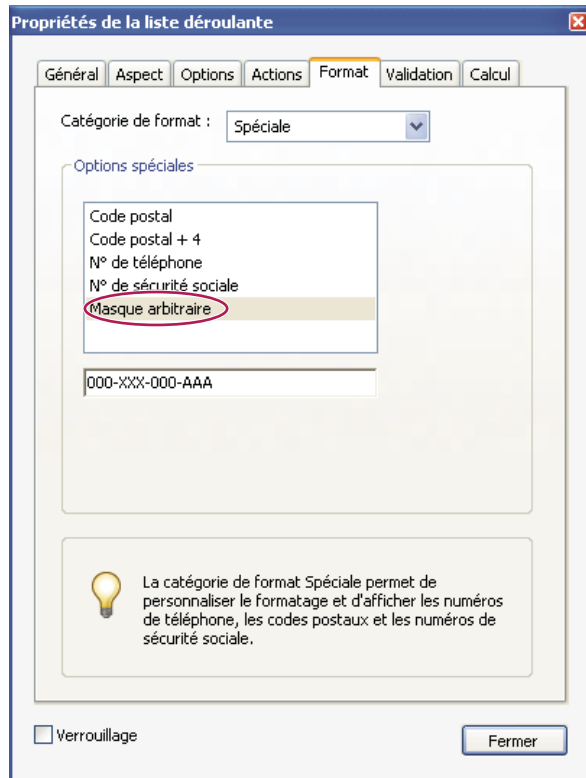 Propriétés de la liste déroulante
Général Aspect Options Actions Format Validation Calcul
Catégorie de format : Spéciale
Options spéciales
Code postal
Code postal + 4
N° de téléphone
N° de sécurité sociale
Masque arbitraire
000-XXX-000-AAA
La catégorie de format Spéciale permet de
personnaliser le formatage et d'afficher les numéros
de téléphone, les codes postaux et les numéros de
sécurité sociale.
Verrouillage Fermer